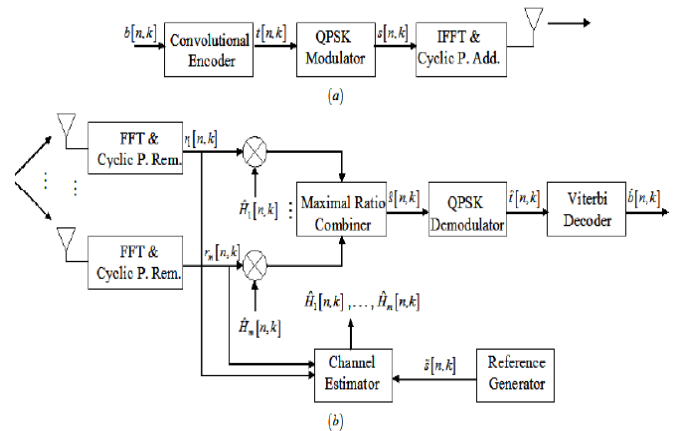 b[n,k]
Convolutional
Encoder
t[n,k]
QPSK
Modulator
s[n,k]
IFFT &
Cyclic P. Add.
(a)
FFT &
Cyclic P. Rem.
r₁[n,k]
Ĥ₁[n,k]
FFT &
Cyclic P. Rem.
rₘ[n,k]
Ĥₘ[n,k]
Maximal Ratio
Combiner
ŝ[n,k]
QPSK
Demodulator
t̂[n,k]
Viterbi
Decoder
b̂[n,k]
Ĥ₁[n,k] ,..., Ĥₘ[n,k]
Channel
Estimator
s̃[n,k]
Reference
Generator
(b)